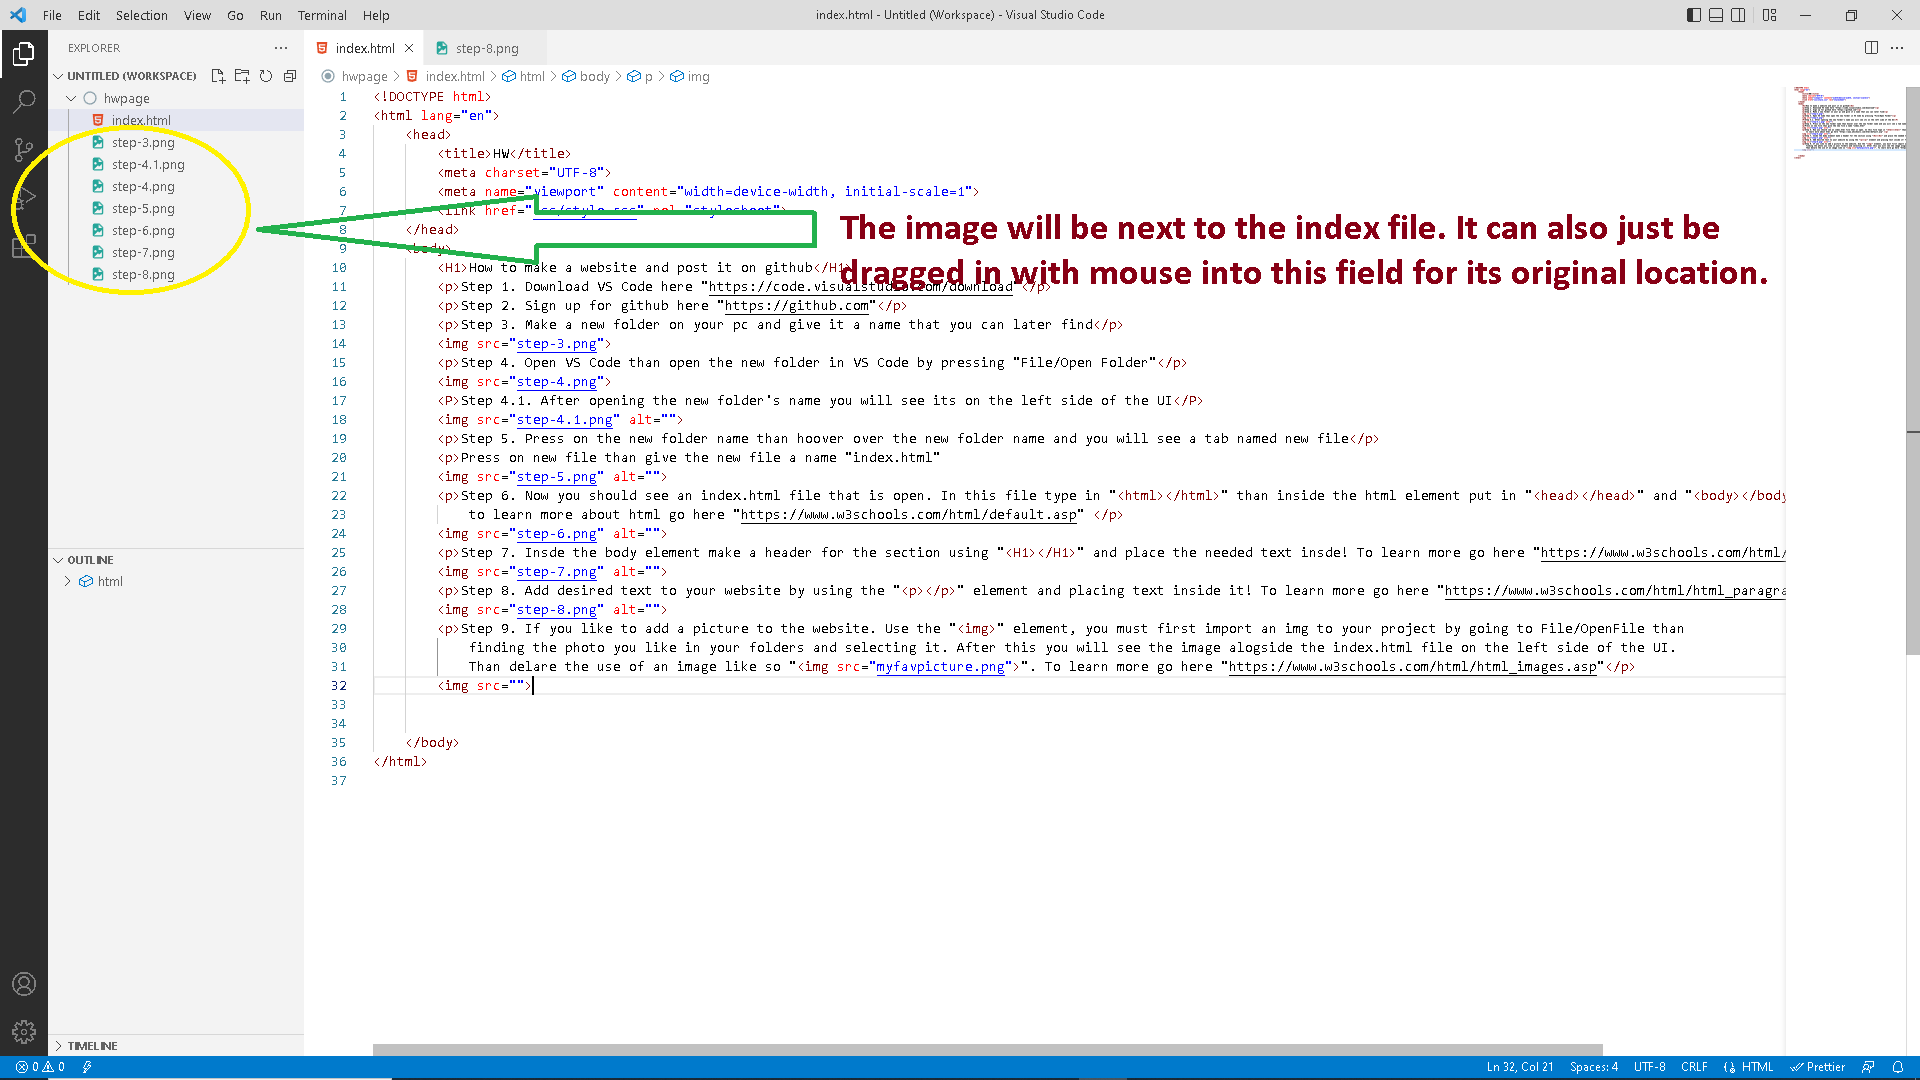 File Edit Selection View Go Run Terminal Help
index.html - Untitled (Workspace) - Visual Studio Code
EXPLORER
UNTITLED (WORKSPACE)
hwpage
index.html
step-3.png
step-4.1.png
step-4.png
step-5.png
step-6.png
step-7.png
step-8.png
OUTLINE
html
TIMELINE
index.html step-8.png
hwpage > index.html > html > body > p > img
1 <!DOCTYPE html>
2 <html lang="en">
3 <head>
4 <title>HW</title>
5 <meta charset="UTF-8">
6 <meta name="viewport" content="width=device-width, initial-scale=1">
7 <link href="css/style.css" rel="stylesheet">
8 </head>
9 <body>
10 <H1>How to make a website and post it on github</H1>
11 <p>Step 1. Download VS Code here "https://code.visualstudio.com/download"</p>
12 <p>Step 2. Sign up for github here "https://github.com"</p>
13 <p>Step 3. Make a new folder on your pc and give it a name that you can later find</p>
14 <img src="step-3.png">
15 <p>Step 4. Open VS Code than open the new folder in VS Code by pressing "File/Open Folder"</p>
16 <img src="step-4.png">
17 <P>Step 4.1. After opening the new folder's name you will see its on the left side of the UI</P>
18 <img src="step-4.1.png" alt="">
19 <p>Step 5. Press on the new folder name than hoover over the new folder name and you will see a tab named new file</p>
20 <p>Press on new file than give the new file a name "index.html"
21 <img src="step-5.png" alt="">
22 <p>Step 6. Now you should see an index.html file that is open. In this file type in "<html></html>" than inside the html element put in "<head></head>" and "<body></body
23 to learn more about html go here "https://www.w3schools.com/html/default.asp" </p>
24 <img src="step-6.png" alt="">
25 <p>Step 7. Insde the body element make a header for the section using "<H1></H1>" and place the needed text insde! To learn more go here "https://www.w3schools.com/html/
26 <img src="step-7.png" alt="">
27 <p>Step 8. Add desired text to your website by using the "<p></p>" element and placing text inside it! To learn more go here "https://www.w3schools.com/html/html_paragra
28 <img src="step-8.png" alt="">
29 <p>Step 9. If you like to add a picture to the website. Use the "<img>" element, you must first import an img to your project by going to File/OpenFile than
30 finding the photo you like in your folders and selecting it. After this you will see the image alogside the index.html file on the left side of the UI.
31 Than delare the use of an image like so "<img src="myfavpicture.png">". To learn more go here "https://www.w3schools.com/html/html_images.asp"</p>
32 <img src="">
33
34
35 </body>
36 </html>
37
The image will be next to the index file. It can also just be
dragged in with mouse into this field for its original location.
0 0
Ln 32, Col 21 Spaces: 4 UTF-8 CRLF HTML Prettier